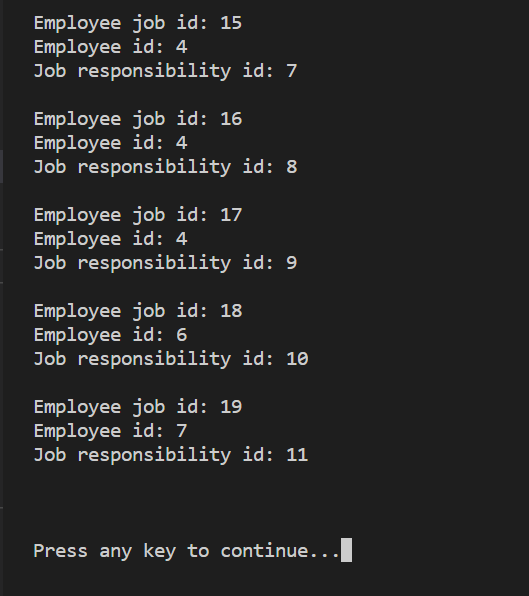 Employee job id: 15
Employee id: 4
Job responsibility id: 7
Employee job id: 16
Employee id: 4
Job responsibility id: 8
Employee job id: 17
Employee id: 4
Job responsibility id: 9
Employee job id: 18
Employee id: 6
Job responsibility id: 10
Employee job id: 19
Employee id: 7
Job responsibility id: 11
Press any key to continue...